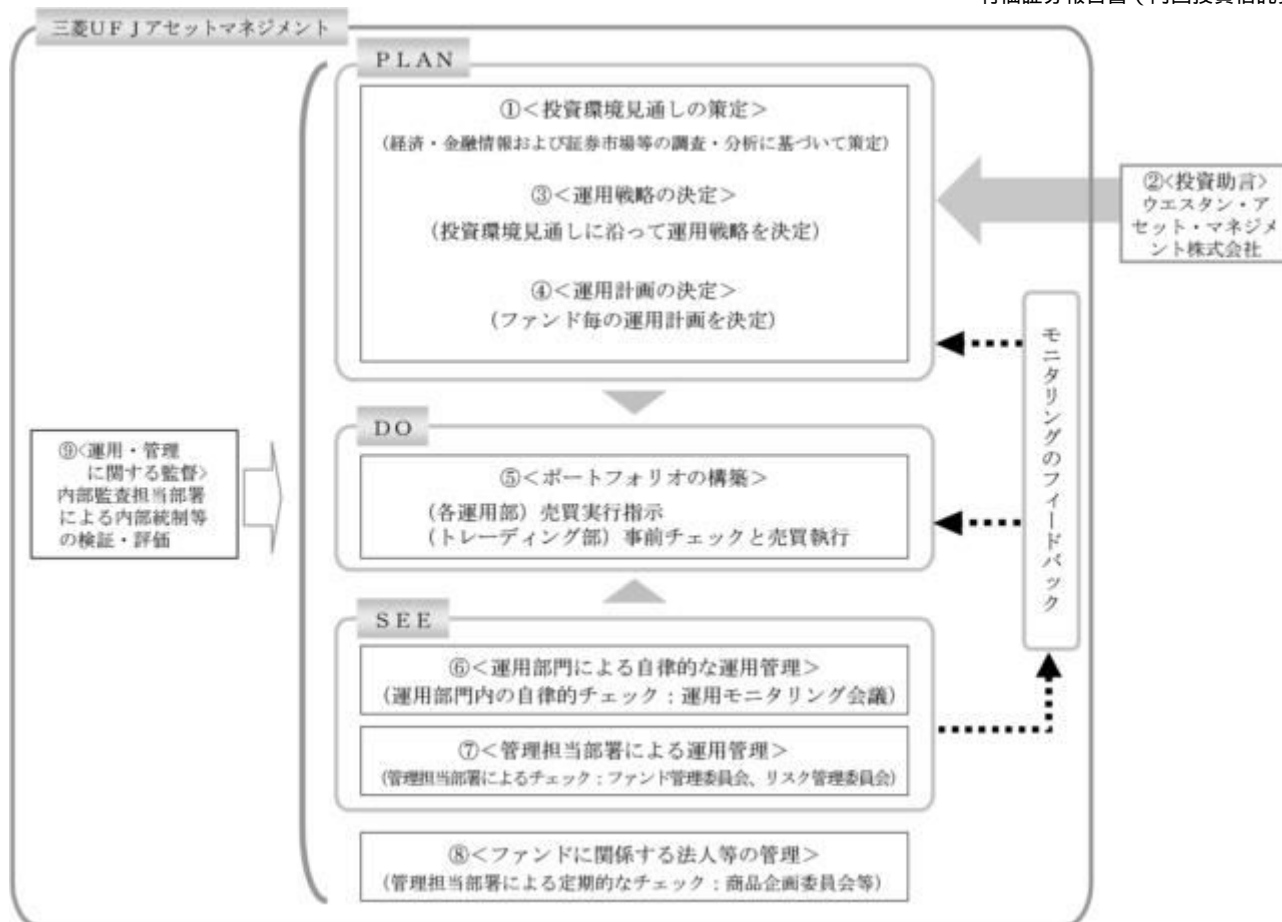 三菱ＵＦＪアセットマネジメント
ＰＬＡＮ
①＜投資環境見通しの策定＞
（経済・金融情報および証券市場等の調査・分析に基づいて策定）
③＜運用戦略の決定＞
（投資環境見通しに沿って運用戦略を決定）
④＜運用計画の決定＞
（ファンド毎の運用計画を決定）
②＜投資助言＞
ウエスタン・ア
セット・マネジメ
ント株式会社
モニタリングのフィードバック
ＤＯ
⑤＜ポートフォリオの構築＞
（各運用部）売買実行指示
（トレーディング部）事前チェックと売買執行
⑨＜運用・管理
に関する監督＞
内部監査担当部署
による内部統制等
の検証・評価
ＳＥＥ
⑥＜運用部門による自律的な運用管理＞
（運用部門内の自律的チェック：運用モニタリング会議）
⑦＜管理担当部署による運用管理＞
（管理担当部署によるチェック：ファンド管理委員会、リスク管理委員会）
⑧＜ファンドに関係する法人等の管理＞
（管理担当部署による定期的なチェック：商品企画委員会等）